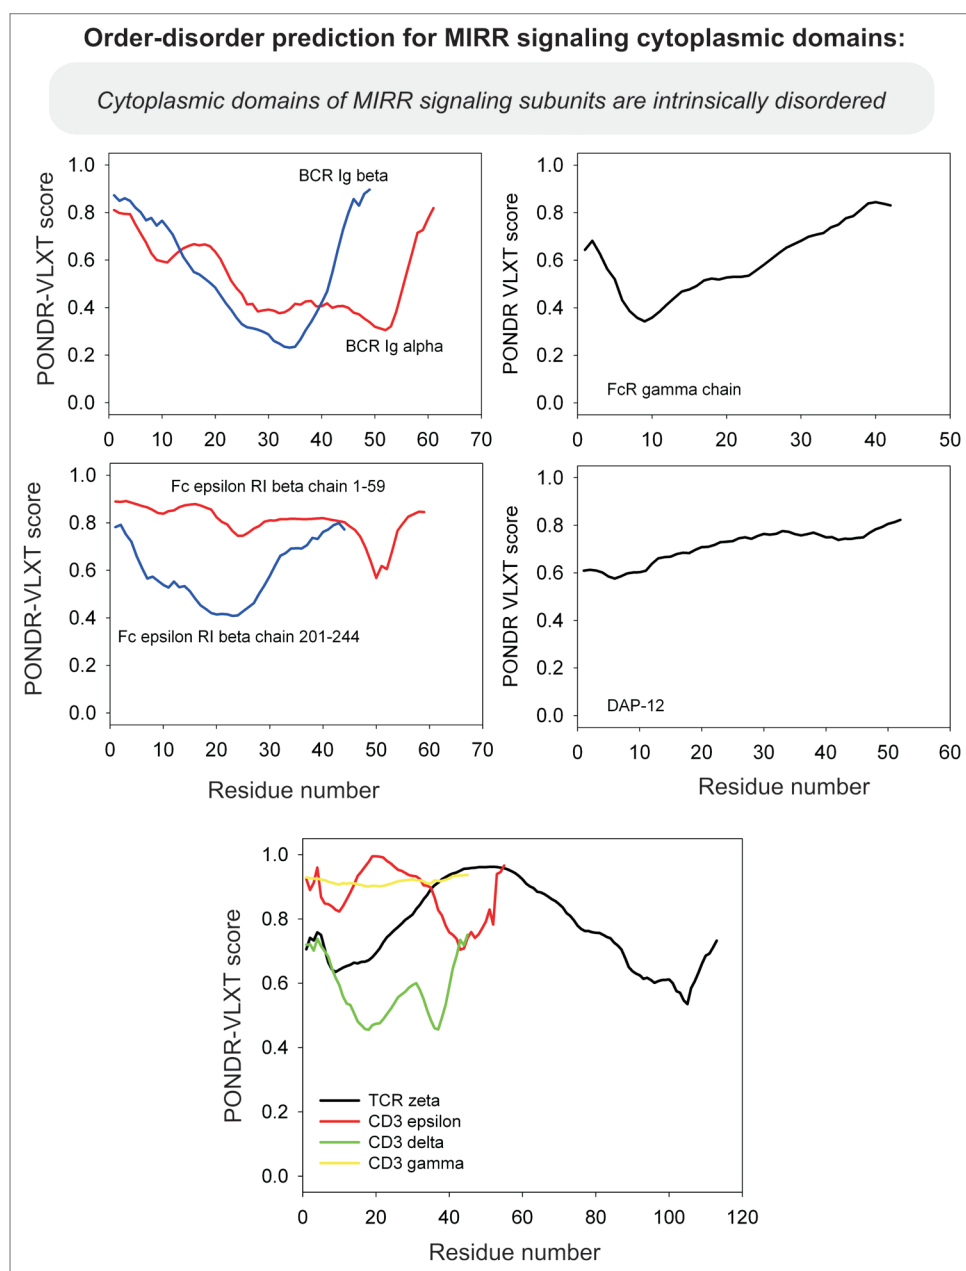 Order-disorder prediction for MIRR signaling cytoplasmic domains:
Cytoplasmic domains of MIRR signaling subunits are intrinsically disordered
PONDR-VLXT score
1.0
0.8
0.6
0.4
0.2
0.0
BCR Ig beta
BCR Ig alpha
0 10 20 30 40 50 60 70
PONDR VLXT score
1.0
0.8
0.6
0.4
0.2
0.0
FcR gamma chain
0 10 20 30 40 50
PONDR-VLXT score
1.0
0.8
0.6
0.4
0.2
0.0
Fc epsilon RI beta chain 1-59
Fc epsilon RI beta chain 201-244
0 10 20 30 40 50 60 70
Residue number
PONDR VLXT score
1.0
0.8
0.6
0.4
0.2
0.0
DAP-12
0 10 20 30 40 50 60
Residue number
PONDR-VLXT score
1.0
0.8
0.6
0.4
0.2
0.0
TCR zeta
CD3 epsilon
CD3 delta
CD3 gamma
0 20 40 60 80 100 120
Residue number